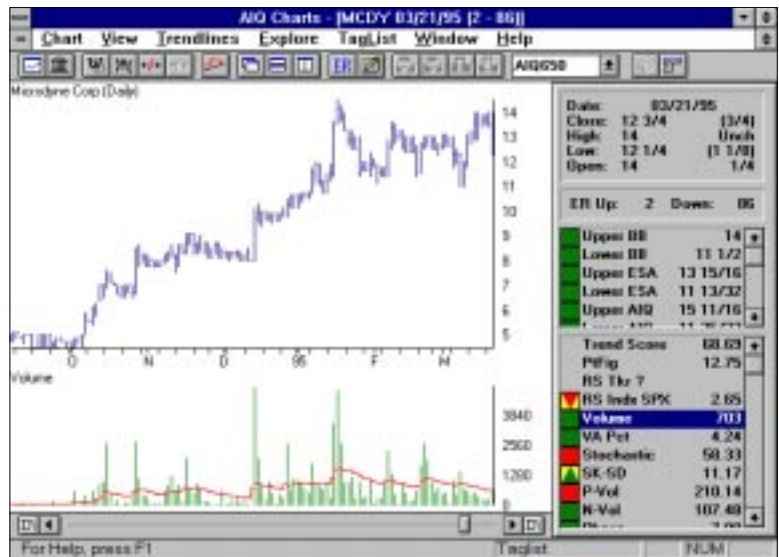 AIQ Charts - [MCDY 03/21/95 (2 - 86)]
Chart View Trendlines Explore TagList Window Help
ER AIQ650
Microdyne Corp (Daily)
14
13
12
11
10
9
8
7
6
5
O N D 95 F M
Volume
3840
2560
1280
0
Date: 03/21/95
Close: 12 3/4 (3/4)
High: 14 Unch
Low: 12 1/4 (1 1/8)
Open: 14 1/4
ER Up: 2 Down: 86
Upper BB 14
Lower BB 11 1/2
Upper ESA 13 15/16
Lower ESA 11 13/32
Upper AIQ 15 11/16
Trend Score 68.69
PtFig 12.75
RS Tkr ?
RS Indx SPX 2.65
Volume 703
VA Pct 4.24
Stochastic 58.33
SK-SD 11.17
P-Vol 210.14
N-Vol 107.48
For Help, press F1
Taglist
NUM